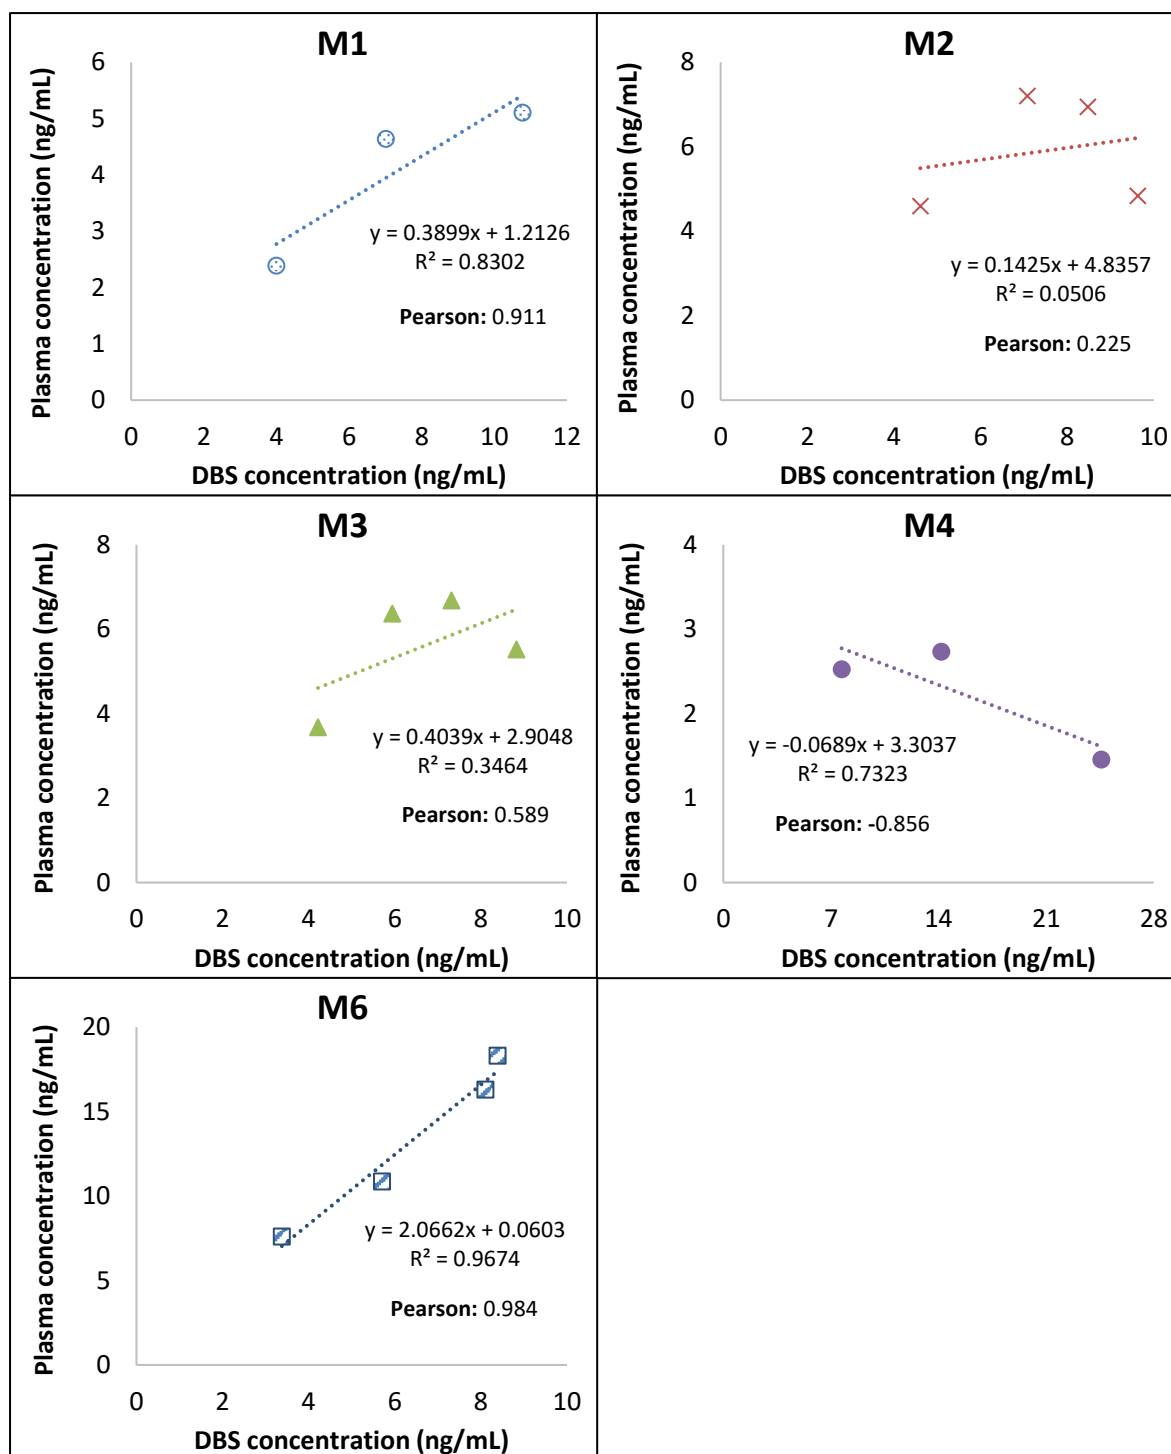 M1
Plasma concentration (ng/mL)
6
5
4
3
2
1
0
y = 0.3899x + 1.2126
R² = 0.8302
Pearson: 0.911
0 2 4 6 8 10 12
DBS concentration (ng/mL)
M2
Plasma concentration (ng/mL)
8
6
4
2
0
y = 0.1425x + 4.8357
R² = 0.0506
Pearson: 0.225
0 2 4 6 8 10
DBS concentration (ng/mL)
M3
Plasma concentration (ng/mL)
8
6
4
2
0
y = 0.4039x + 2.9048
R² = 0.3464
Pearson: 0.589
0 2 4 6 8 10
DBS concentration (ng/mL)
M4
Plasma concentration (ng/mL)
4
3
2
1
0
y = -0.0689x + 3.3037
R² = 0.7323
Pearson: -0.856
0 7 14 21 28
DBS concentration (ng/mL)
M6
Plasma concentration (ng/mL)
20
15
10
5
0
y = 2.0662x + 0.0603
R² = 0.9674
Pearson: 0.984
0 2 4 6 8 10
DBS concentration (ng/mL)